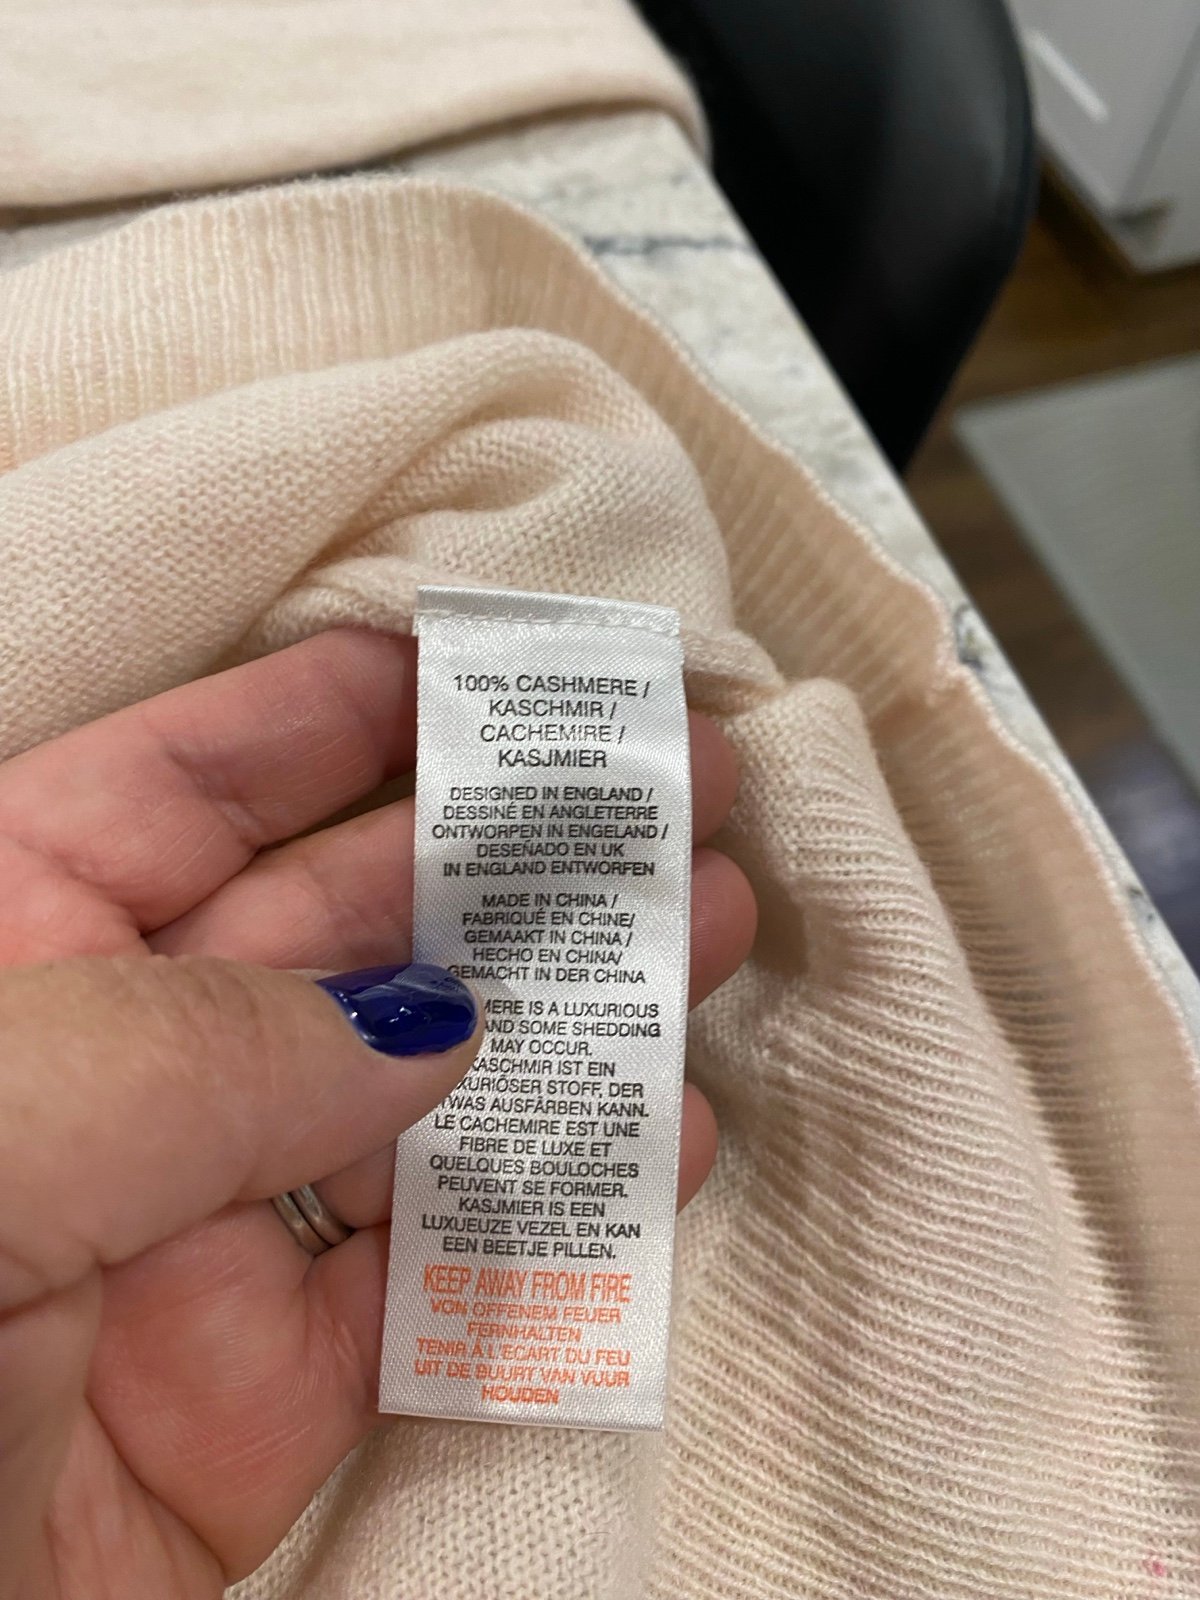 100% CASHMERE /
KASCHMIR /
CACHEMIRE /
KASJMIER
DESIGNED IN ENGLAND /
DESSINÉ EN ANGLETERRE
ONTWORPEN IN ENGELAND /
DESEÑADO EN UK
IN ENGLAND ENTWORFEN
MADE IN CHINA /
FABRIQUÉ EN CHINE/
GEMAAKT IN CHINA /
HECHO EN CHINA/
GEMACHT IN DER CHINA
IS A LUXURIOUS
AND SOME SHEDDING
MAY OCCUR.
KASCHMIR IST EIN
STOFF, DER
AUSFÄRBEN KANN.
LE CACHEMIRE EST UNE
FIBRE DE LUXE ET
QUELQUES BOULOCHES
PEUVENT SE FORMER.
KASJMIER IS EEN
LUXUEUZE VEZEL EN KAN
EEN BEETJE PILLEN.
KEEP AWAY FROM FIRE
VON OFFENEM FEUER
FERNHALTEN
TENIR À L'ECART DU FEU
UIT DE BUURT VAN VUUR
HOUDEN